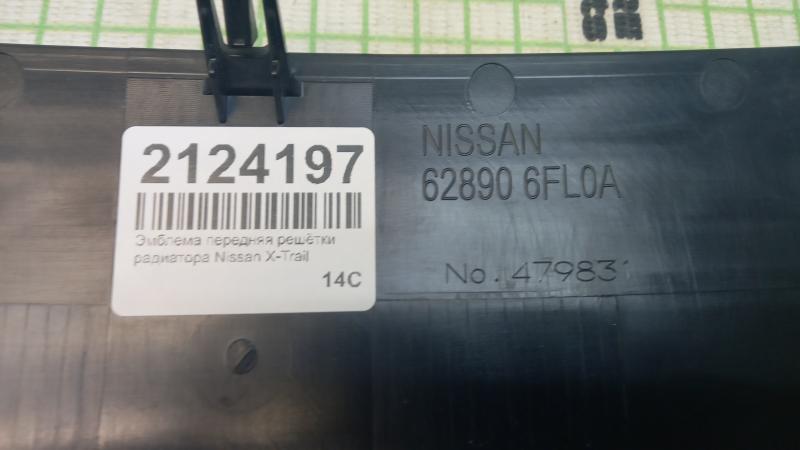 2124197
Эмблема передняя решётки
радиатора Nissan X-Trail
14C
NISSAN
62890 6FL0A
No. 479831